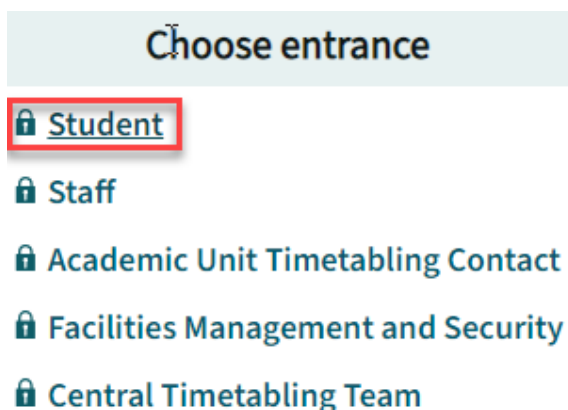 Choose entrance
Student
Staff
Academic Unit Timetabling Contact
Facilities Management and Security
Central Timetabling Team